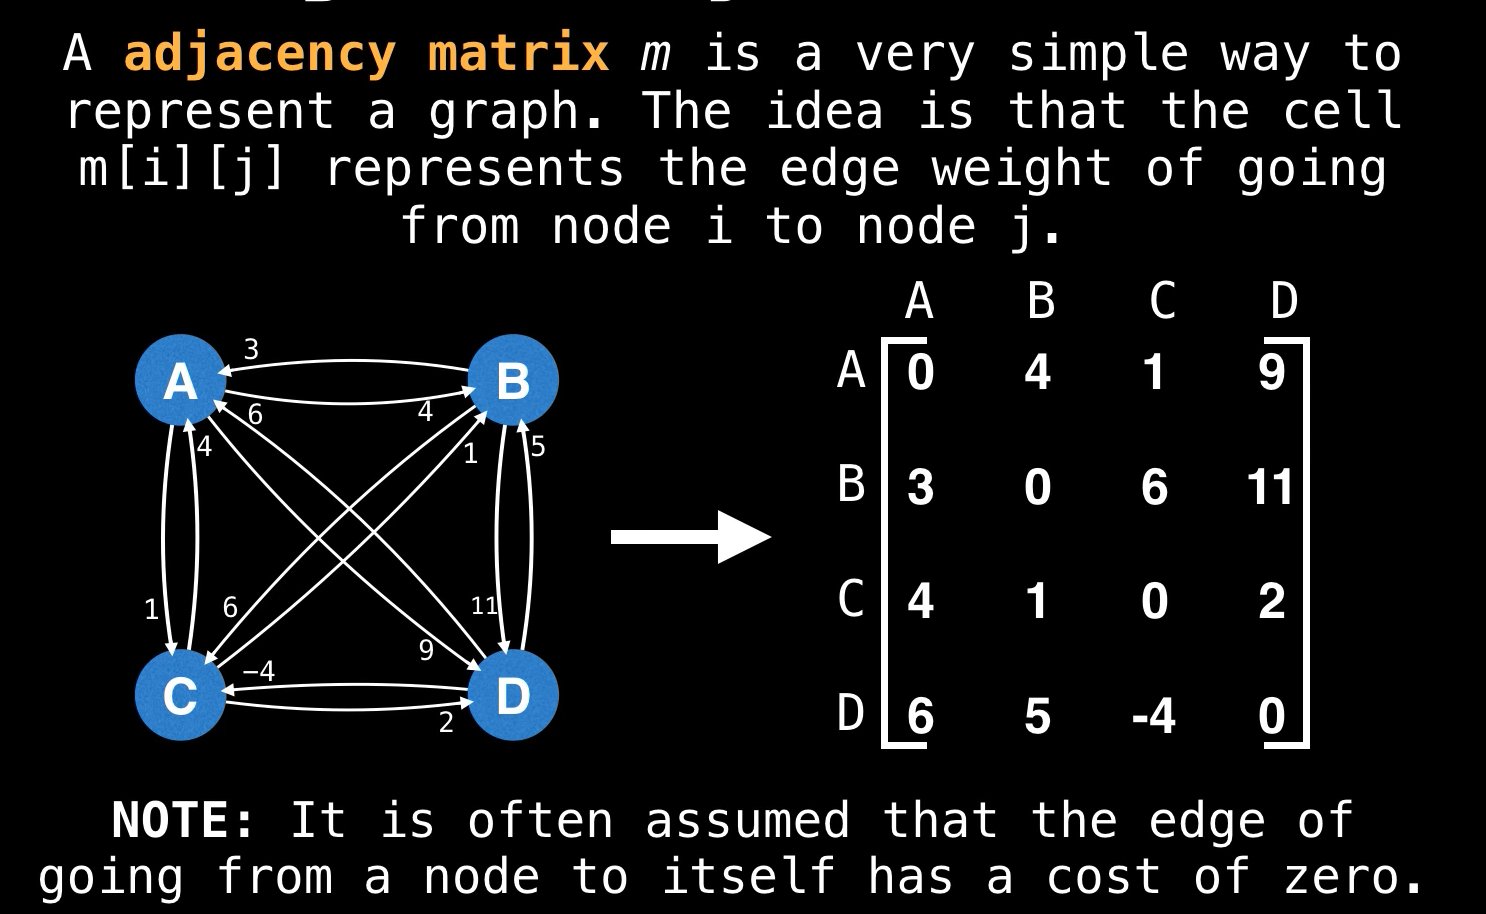 A adjacency matrix m is a very simple way to
represent a graph. The idea is that the cell
m[i][j] represents the edge weight of going
from node i to node j.
A B C D
A 0 4 1 9
B 3 0 6 11
C 4 1 0 2
D 6 5 -4 0
A 3 B
6 4
4 1 5
1 6 11
9
C −4 D
2
NOTE: It is often assumed that the edge of
going from a node to itself has a cost of zero.